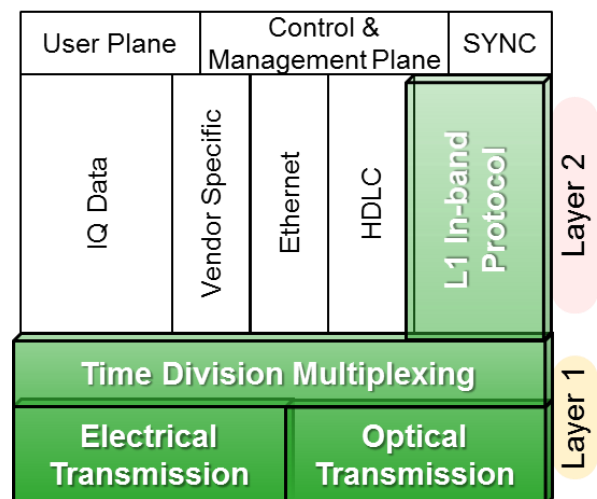 User Plane
Control &
Management Plane
SYNC
IQ Data
Vendor Specific
Ethernet
HDLC
L1 In-band
Protocol
Layer 2
Time Division Multiplexing
Electrical
Transmission
Optical
Transmission
Layer 1